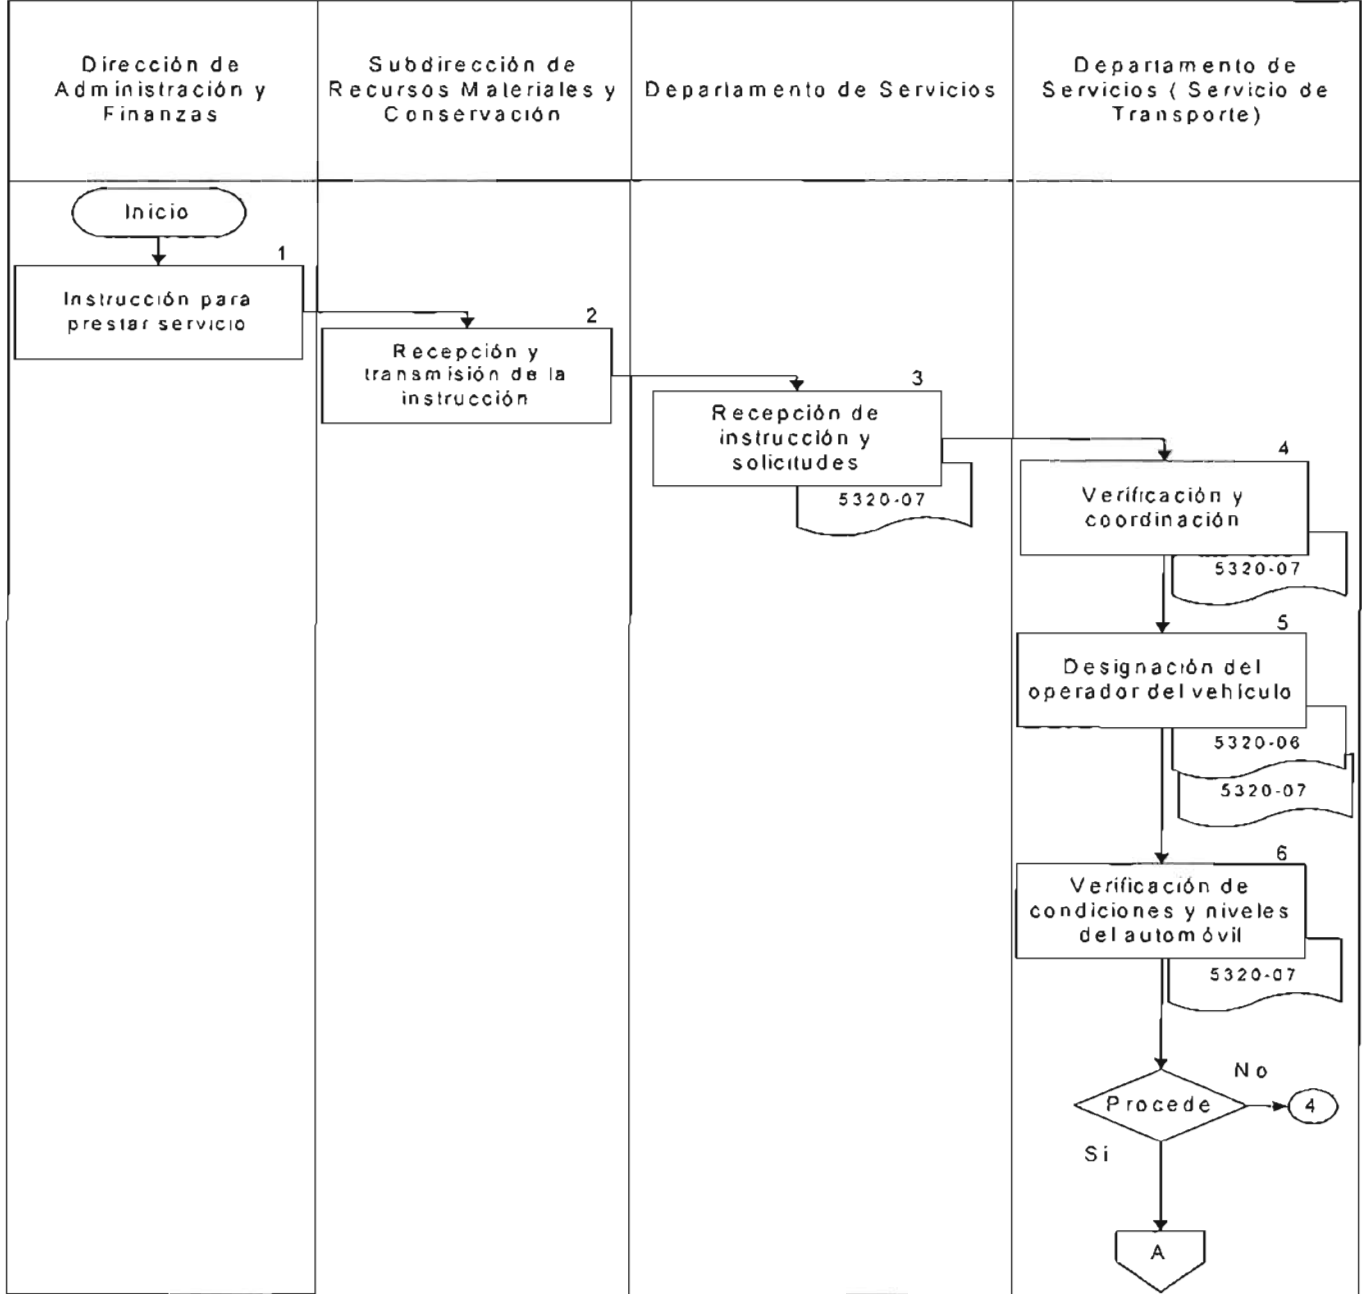 Dirección de
Administración y
Finanzas
Subdirección de
Recursos Materiales y
Conservación
Departamento de Servicios
Departamento de
Servicios ( Servicio de
Transporte)
Inicio
1
Instrucción para
prestar servicio
2
Recepción y
transmisión de la
instrucción
3
Recepción de
instrucción y
solicitudes
5320-07
4
Verificación y
coordinación
5320-07
5
Designación del
operador del vehículo
5320-06
5320-07
6
Verificación de
condiciones y niveles
del automóvil
5320-07
Procede
No
4
Si
A